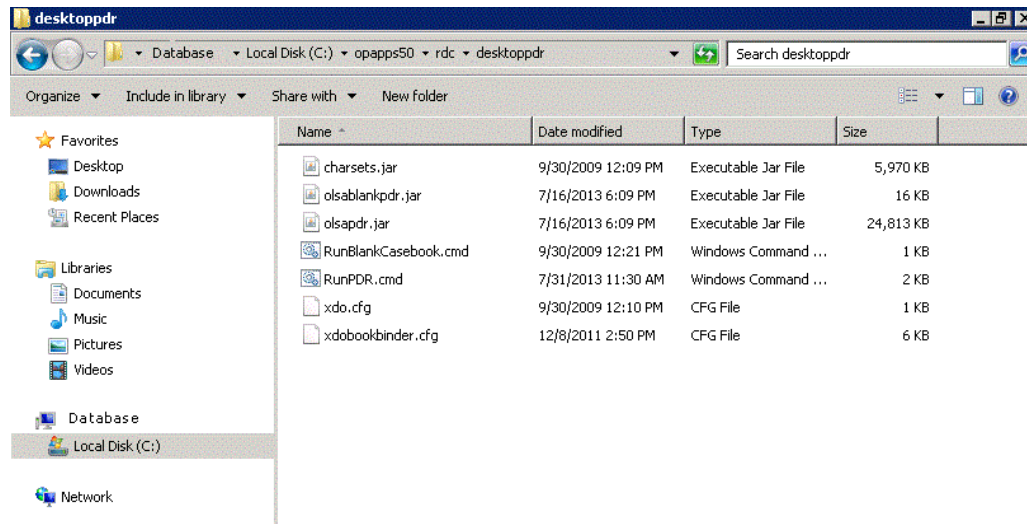 desktoppdr
Database Local Disk (C:) opapps50 rdc desktoppdr Search desktoppdr
Organize Include in library Share with New folder
Name Date modified Type Size
Favorites
Desktop
Downloads
Recent Places
Libraries
Documents
Music
Pictures
Videos
Database
Local Disk (C:)
Network
charsets.jar 9/30/2009 12:09 PM Executable Jar File 5,970 KB
olsablankpdr.jar 7/16/2013 6:09 PM Executable Jar File 16 KB
olsapdr.jar 7/16/2013 6:09 PM Executable Jar File 24,813 KB
RunBlankCasebook.cmd 9/30/2009 12:21 PM Windows Command ... 1 KB
RunPDR.cmd 7/31/2013 11:30 AM Windows Command ... 2 KB
xdo.cfg 9/30/2009 12:10 PM CFG File 1 KB
xdobookbinder.cfg 12/8/2011 2:50 PM CFG File 6 KB